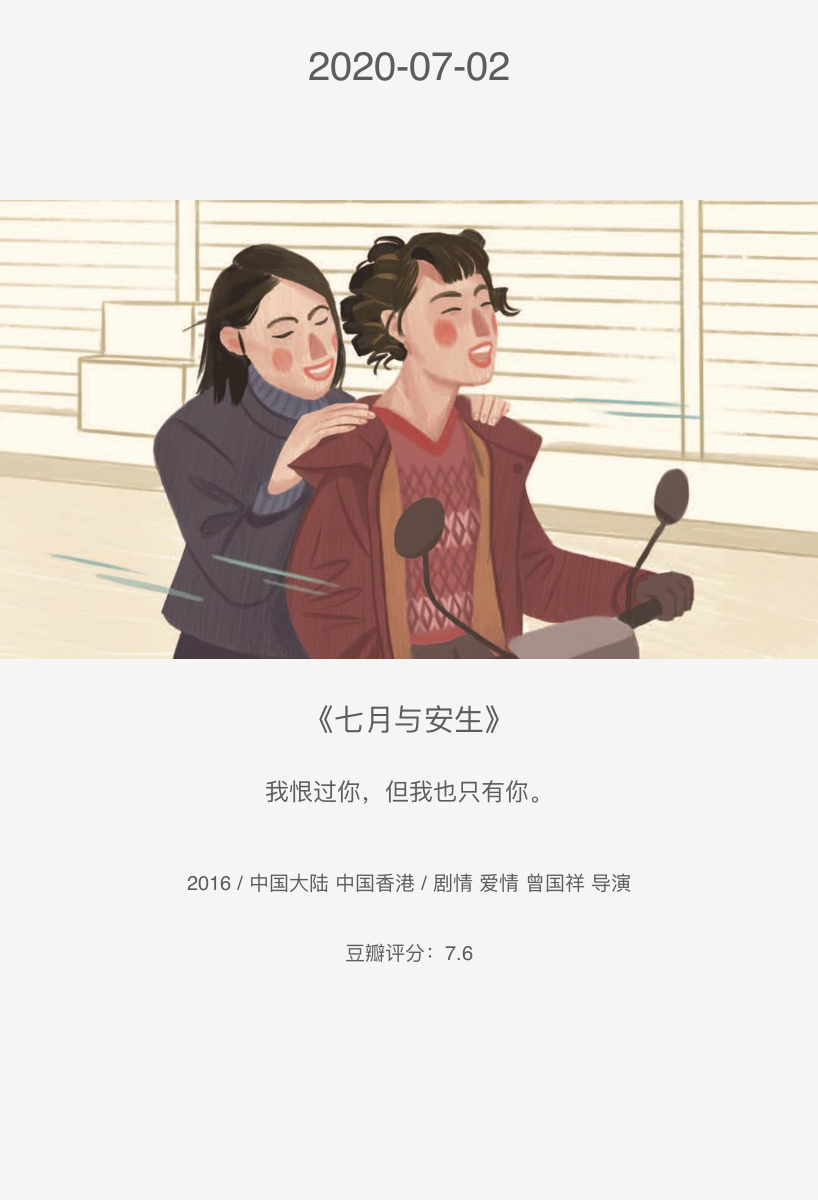 2020-07-02
《七月与安生》
我恨过你，但我也只有你。
2016 / 中国大陆 中国香港 / 剧情 爱情 曾国祥 导演
豆瓣评分：7.6